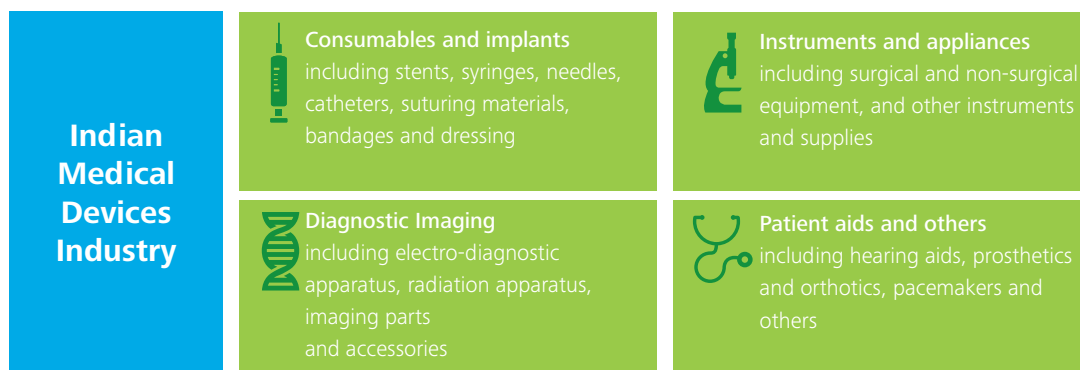 Indian
Medical
Devices
Industry
Consumables and implants
including stents, syringes, needles,
catheters, suturing materials,
bandages and dressing
Instruments and appliances
including surgical and non-surgical
equipment, and other instruments
and supplies
Diagnostic Imaging
including electro-diagnostic
apparatus, radiation apparatus,
imaging parts
and accessories
Patient aids and others
including hearing aids, prosthetics
and orthotics, pacemakers and
others